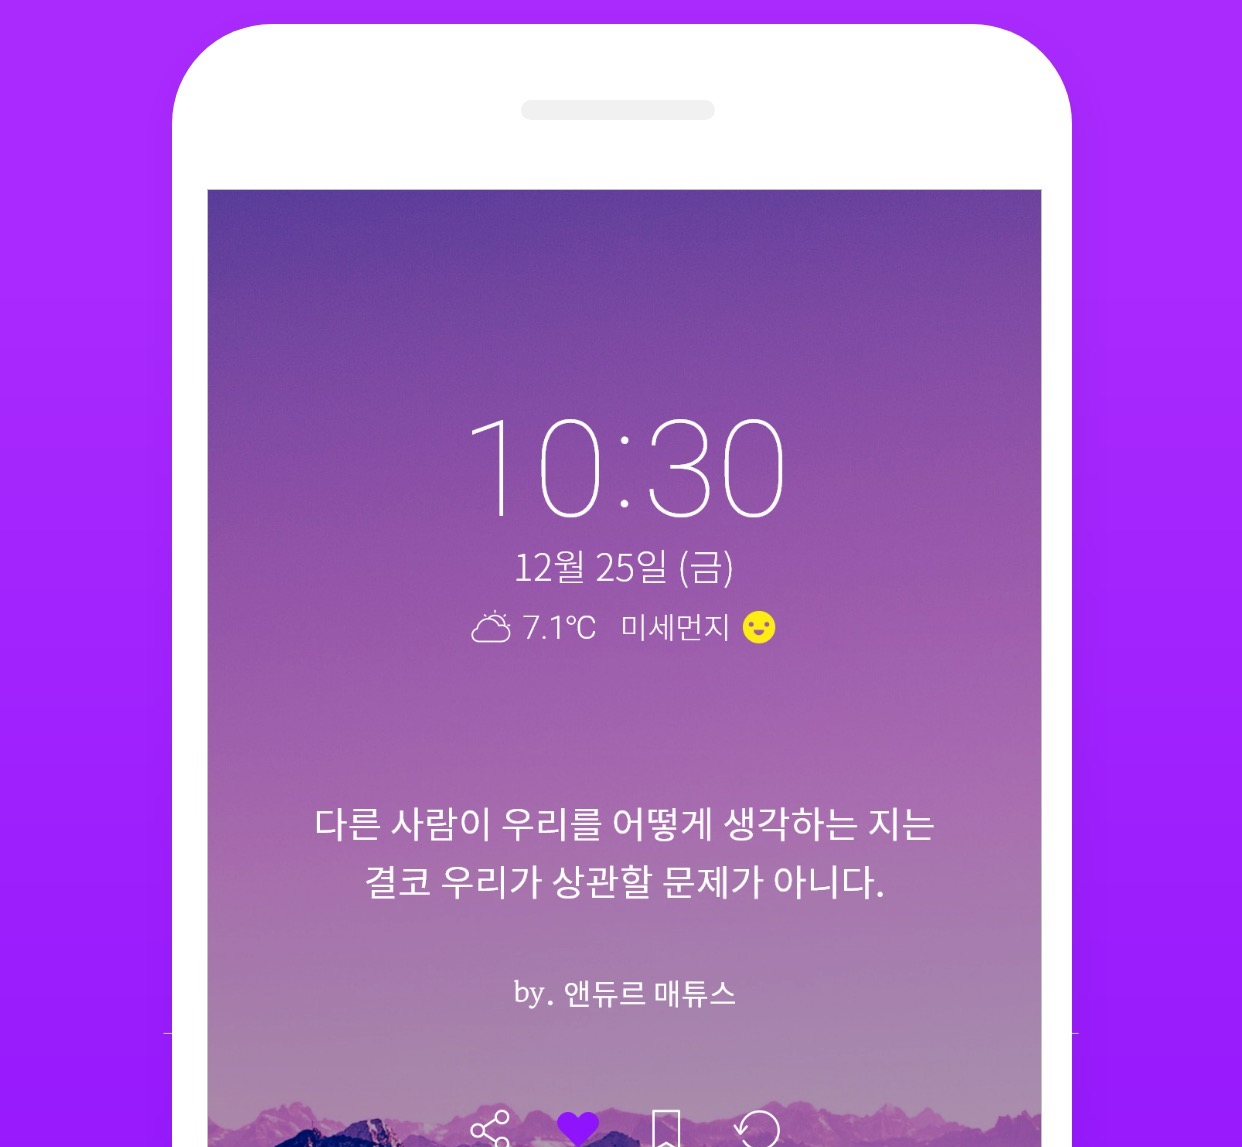 10:30
12월 25일 (금)
7.1°C 미세먼지
다른 사람이 우리를 어떻게 생각하는 지는
결코 우리가 상관할 문제가 아니다.
by. 앤듀르 매튜스